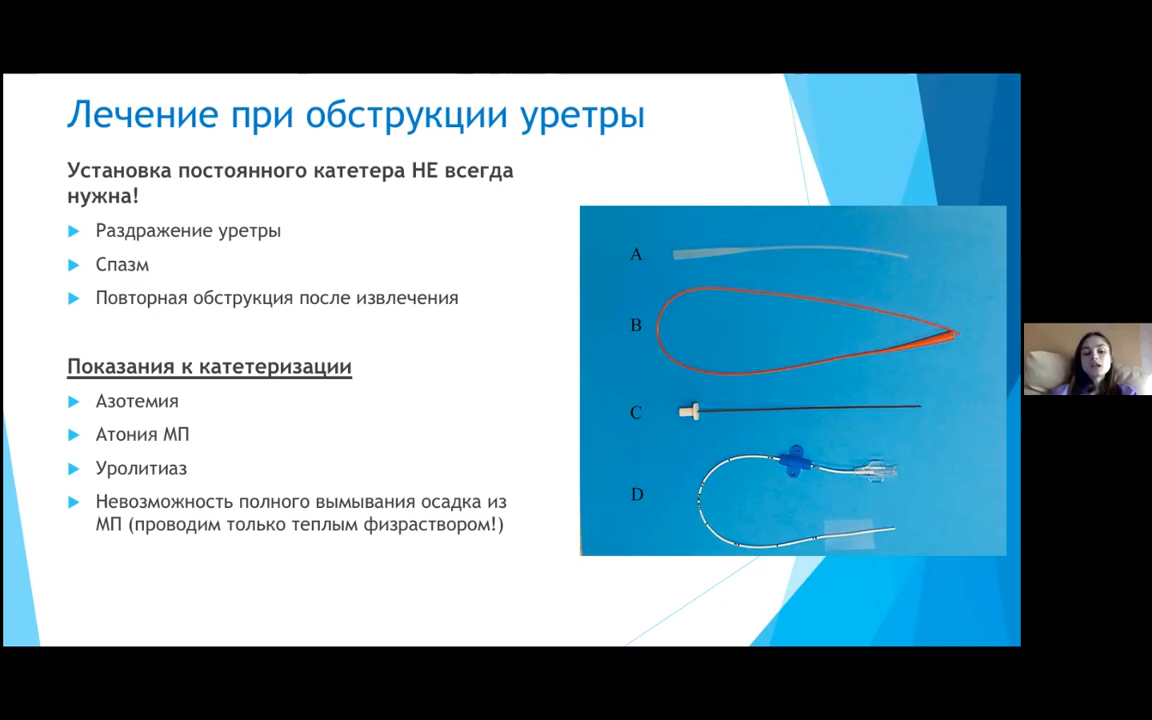 Лечение при обструкции уретры
Установка постоянного катетера НЕ всегда
нужна!
Раздражение уретры
Спазм
Повторная обструкция после извлечения
Показания к катетеризации
Азотемия
Атония МП
Уролитиаз
Невозможность полного вымывания осадка из
МП (проводим только теплым физраствором!)
A
B
C
D